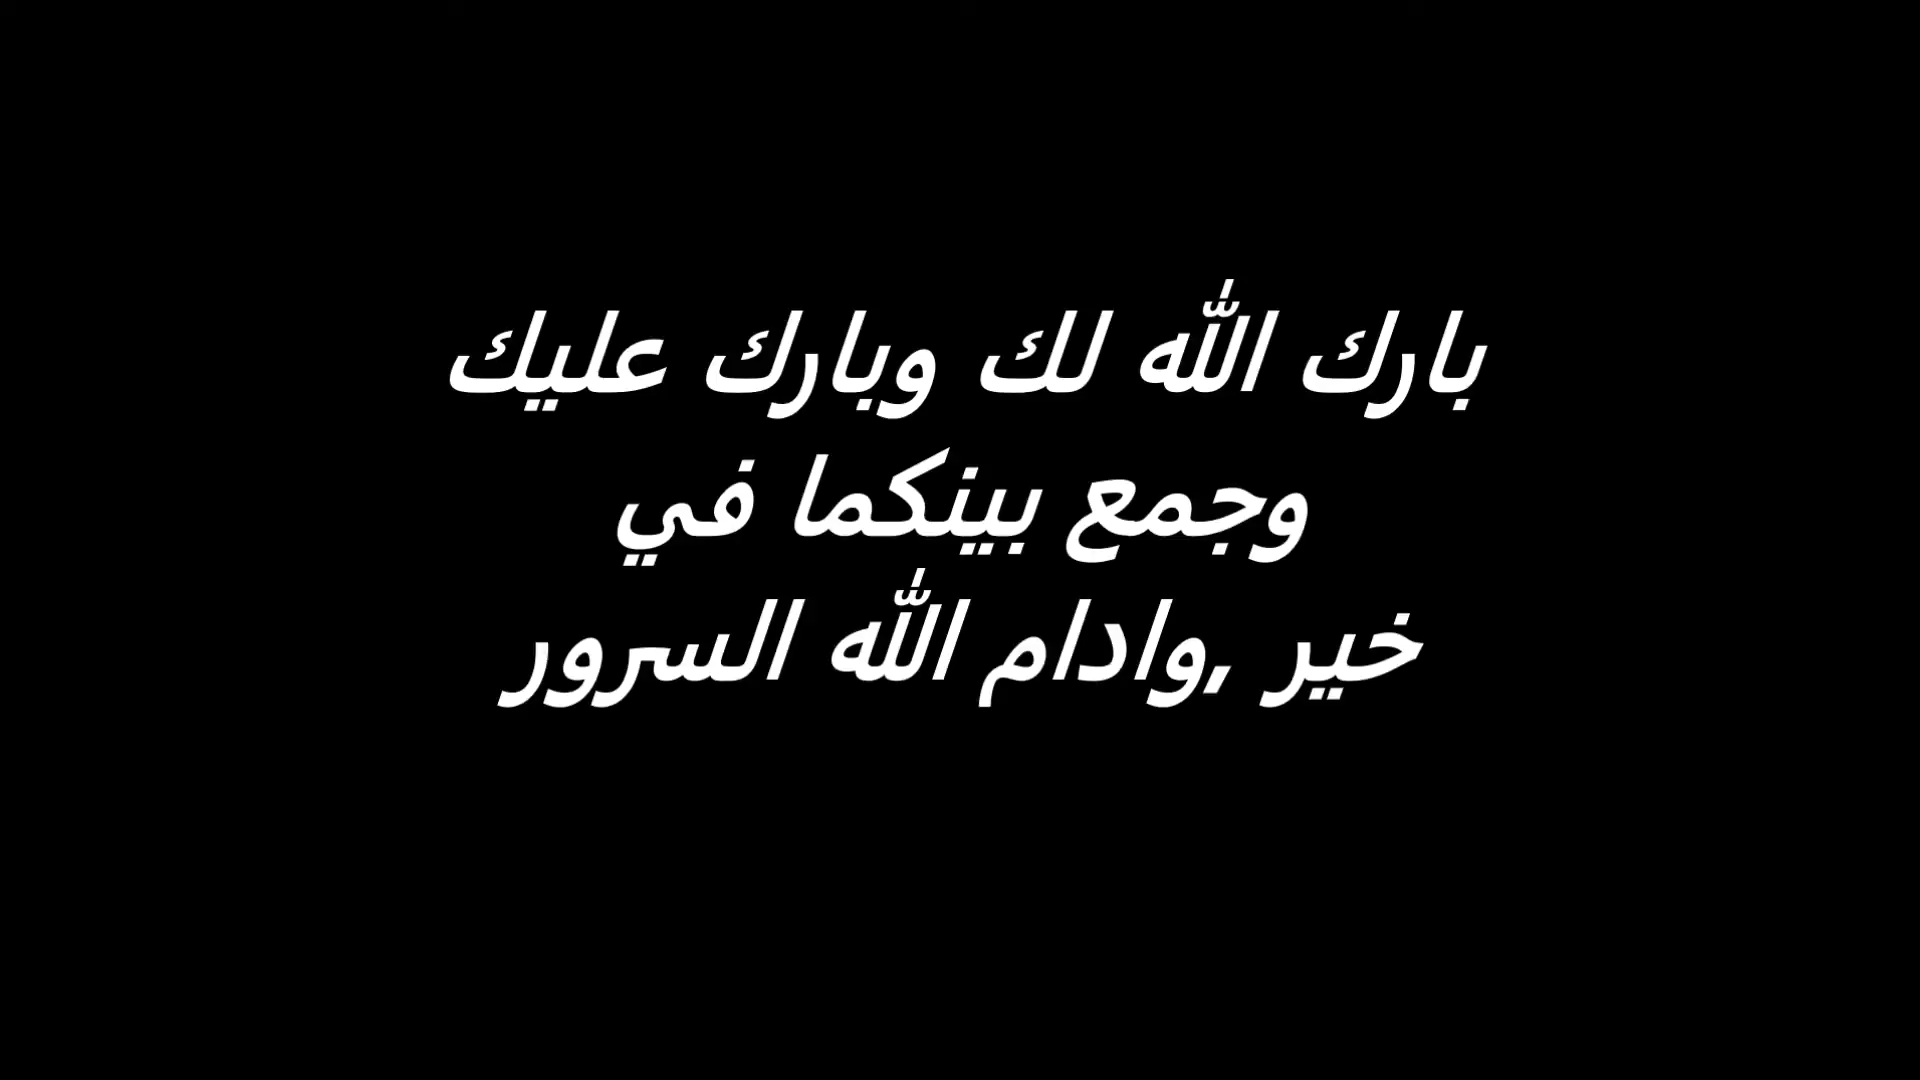 بارك الله لك وبارك عليك
وجمع بينكما في
خير ,وادام الله السرور